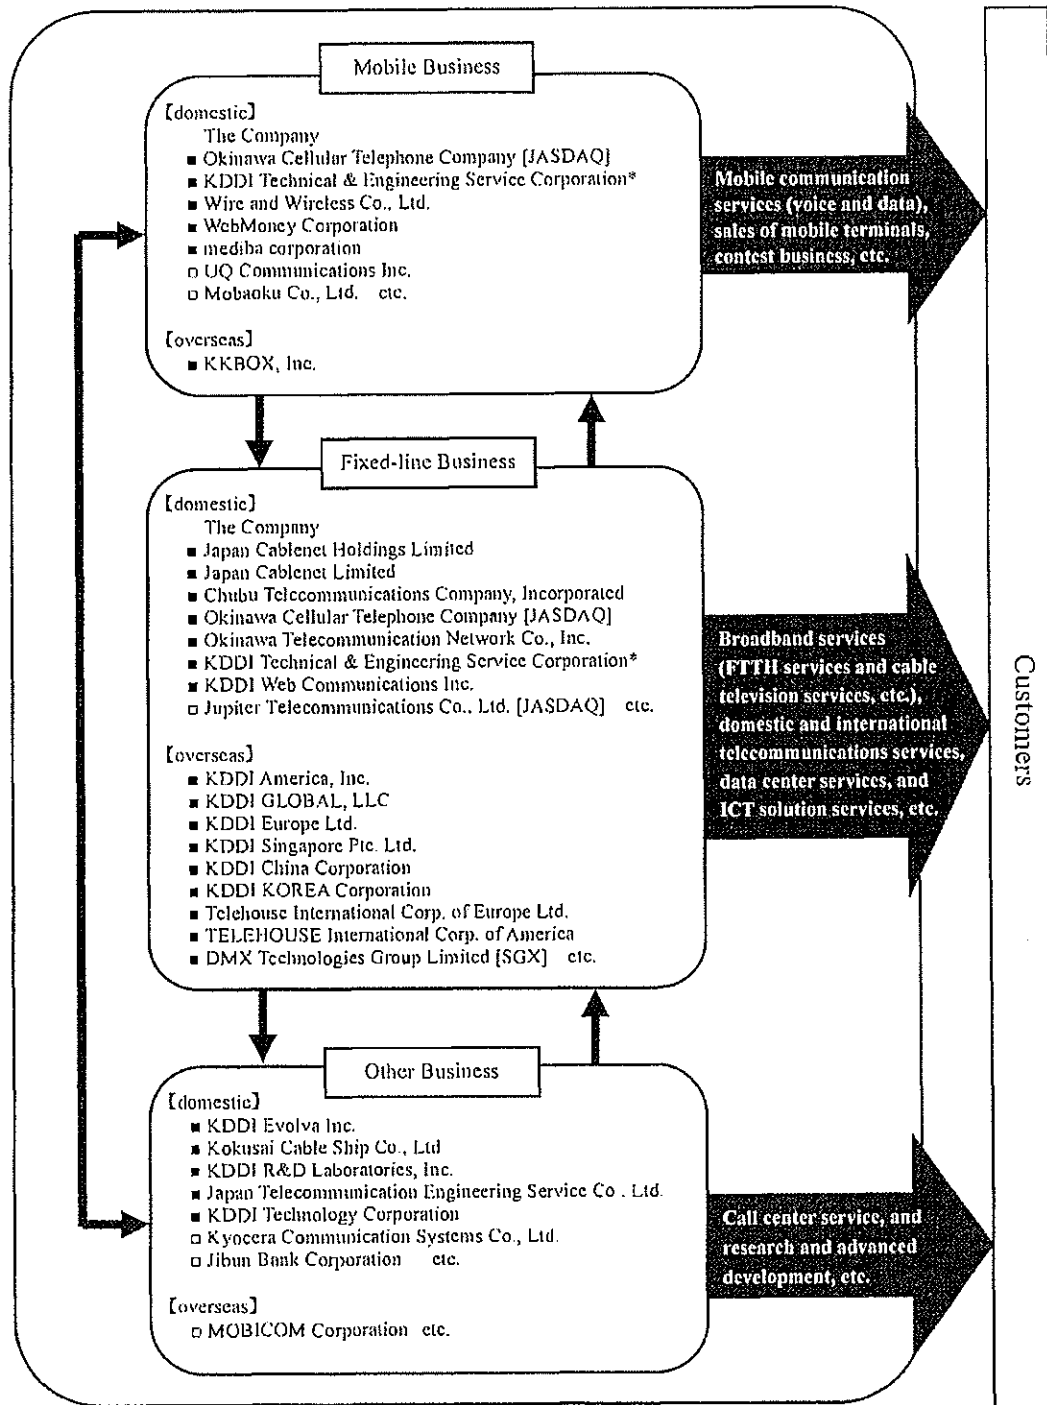 Mobile Business
【domestic】
The Company
■ Okinawa Cellular Telephone Company [JASDAQ]
■ KDDI Technical & Engineering Service Corporation*
■ Wire and Wireless Co., Ltd.
■ WebMoney Corporation
■ mediba corporation
□ UQ Communications Inc.
□ Mobaoku Co., Ltd. etc.
【overseas】
■ KKBOX, Inc.
Mobile communication
services (voice and data),
sales of mobile terminals,
contest business, etc.
Fixed-line Business
【domestic】
The Company
■ Japan Cablenet Holdings Limited
■ Japan Cablenet Limited
■ Chubu Telecommunications Company, Incorporated
■ Okinawa Cellular Telephone Company [JASDAQ]
■ Okinawa Telecommunication Network Co., Inc.
■ KDDI Technical & Engineering Service Corporation*
■ KDDI Web Communications Inc.
□ Jupiter Telecommunications Co., Ltd. [JASDAQ] etc.
【overseas】
■ KDDI America, Inc.
■ KDDI GLOBAL, LLC
■ KDDI Europe Ltd.
■ KDDI Singapore Ptc. Ltd.
■ KDDI China Corporation
■ KDDI KOREA Corporation
■ Telehouse International Corp. of Europe Ltd.
■ TELEHOUSE International Corp. of America
■ DMX Technologies Group Limited [SGX] etc.
Broadband services
(FTTH services and cable
television services, etc.),
domestic and international
telecommunications services,
data center services, and
ICT solution services, etc.
Customers
Other Business
【domestic】
■ KDDI Evolva Inc.
■ Kokusai Cable Ship Co., Ltd
■ KDDI R&D Laboratories, Inc.
■ Japan Telecommunication Engineering Service Co . Ltd.
■ KDDI Technology Corporation
□ Kyocera Communication Systems Co., Ltd.
□ Jibun Bank Corporation etc.
【overseas】
□ MOBICOM Corporation etc.
Call center service, and
research and advanced
development, etc.